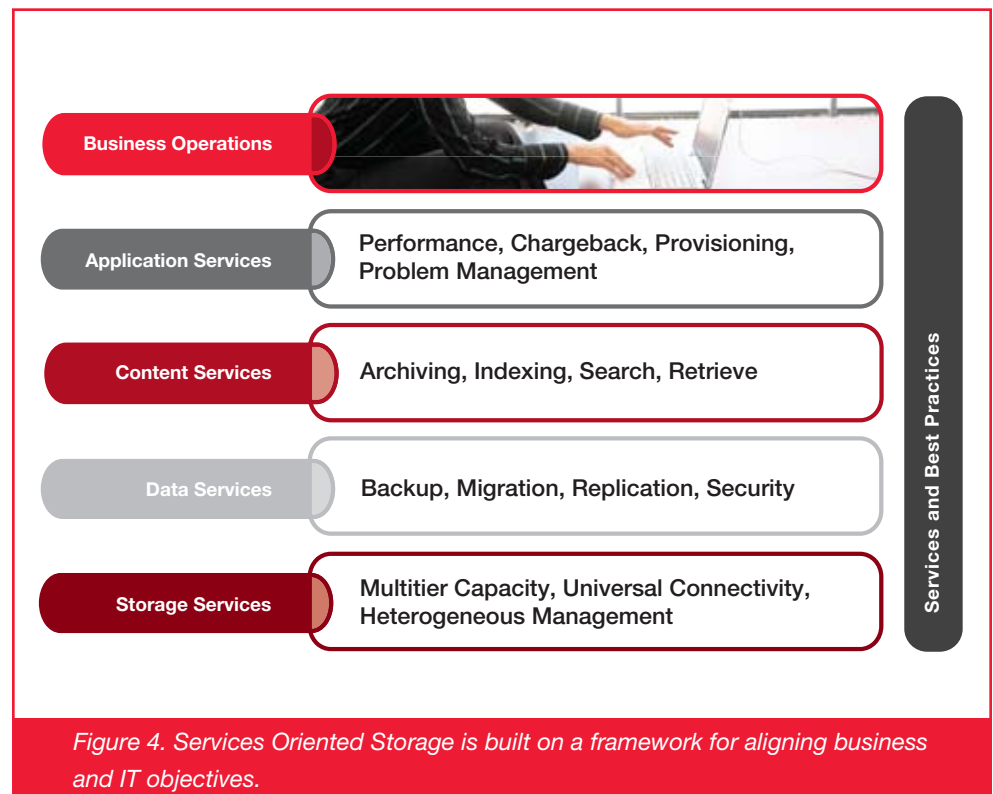 Business Operations
Application Services
Performance, Chargeback, Provisioning,
Problem Management
Content Services
Archiving, Indexing, Search, Retrieve
Data Services
Backup, Migration, Replication, Security
Storage Services
Multitier Capacity, Universal Connectivity,
Heterogeneous Management
Services and Best Practices
Figure 4. Services Oriented Storage is built on a framework for aligning business
and IT objectives.